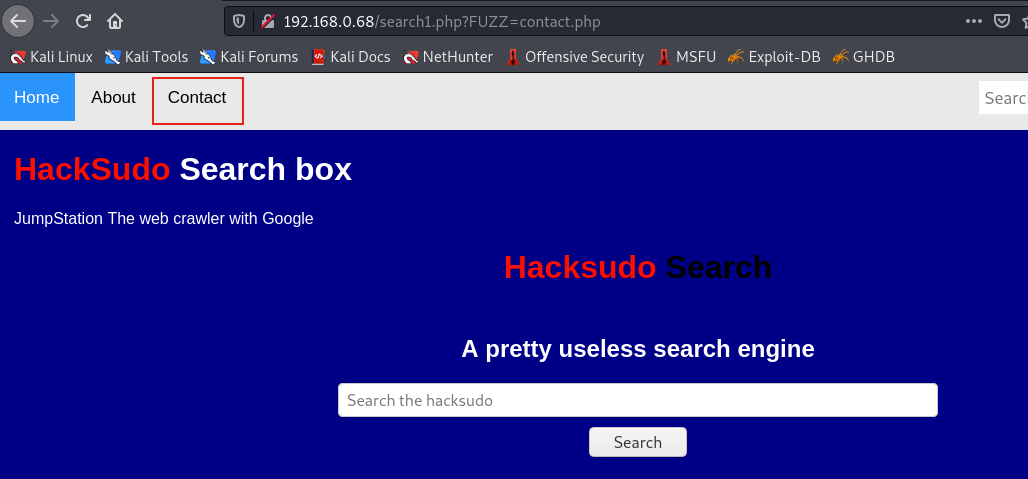 192.168.0.68/search1.php?FUZZ=contact.php
Kali Linux Kali Tools Kali Forums Kali Docs NetHunter Offensive Security MSFU Exploit-DB GHDB
Home About Contact Searc
HackSudo Search box
JumpStation The web crawler with Google
Hacksudo Search
A pretty useless search engine
Search the hacksudo
Search